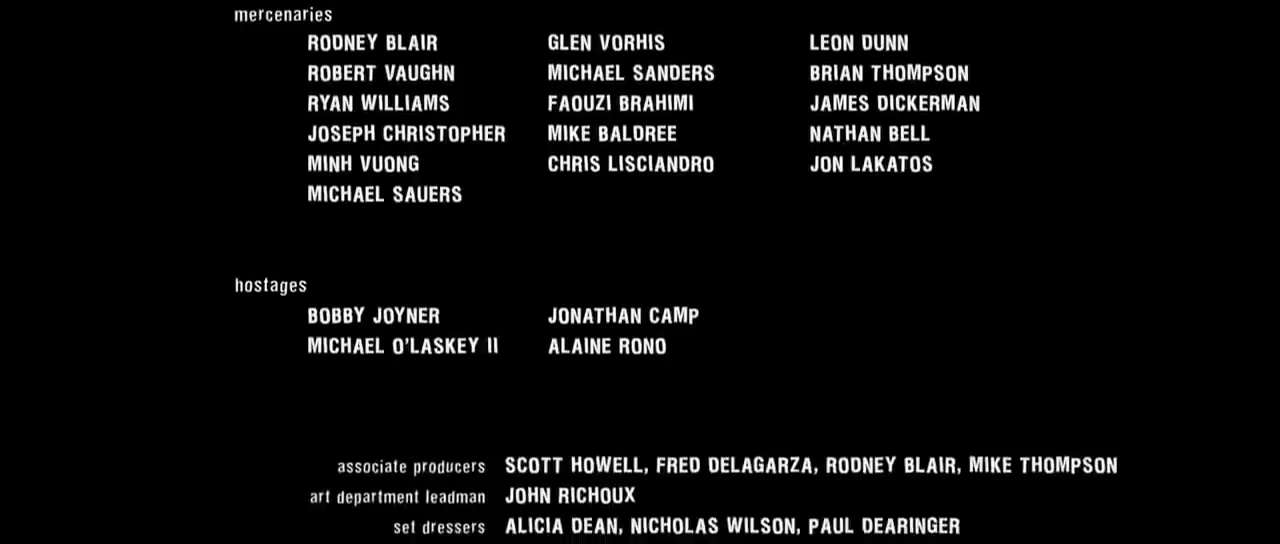 mercenaries
RODNEY BLAIR GLEN VORHIS LEON DUNN
ROBERT VAUGHN MICHAEL SANDERS BRIAN THOMPSON
RYAN WILLIAMS FAOUZI BRAHIMI JAMES DICKERMAN
JOSEPH CHRISTOPHER MIKE BALDREE NATHAN BELL
MINH VUONG CHRIS LISCIANDRO JON LAKATOS
MICHAEL SAUERS
hostages
BOBBY JOYNER JONATHAN CAMP
MICHAEL O'LASKEY II ALAINE RONO
associate producers SCOTT HOWELL, FRED DELAGARZA, RODNEY BLAIR, MIKE THOMPSON
art department leadman JOHN RICHOUX
set dressers ALICIA DEAN, NICHOLAS WILSON, PAUL DEARINGER